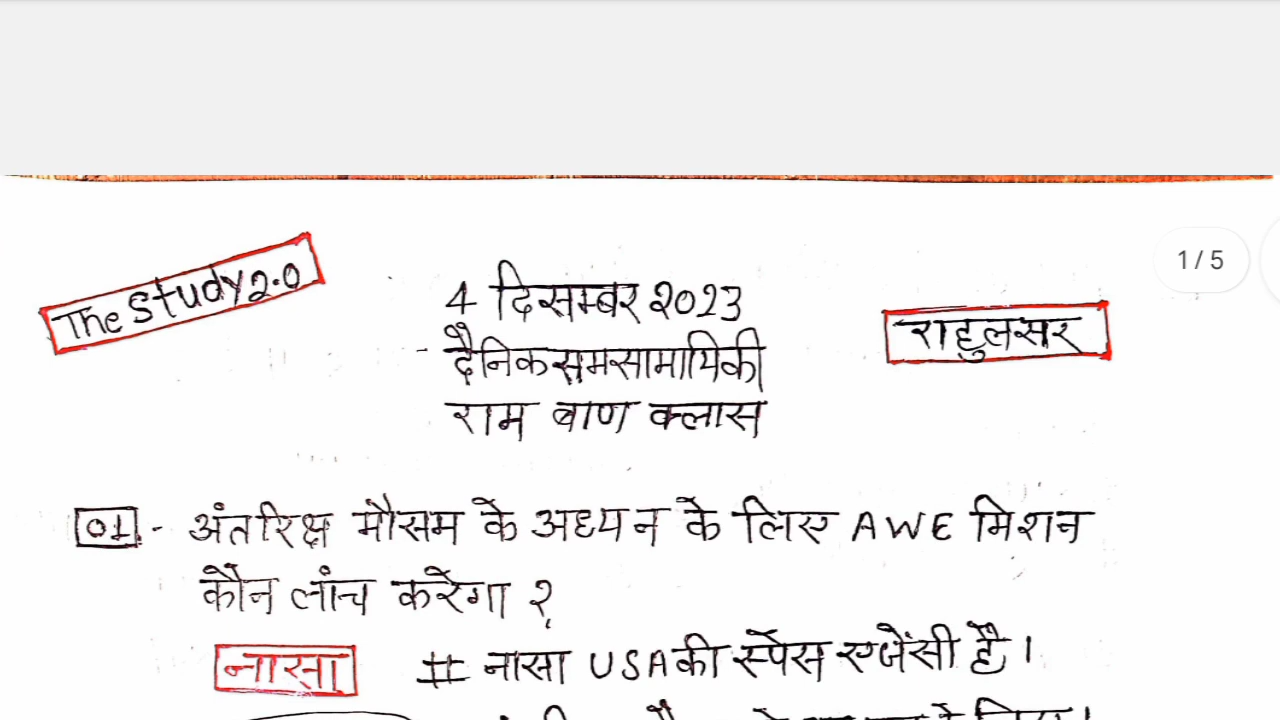 1 / 5
The Study 2.0
4 दिसम्बर 2023
राहुलसर
दैनिक समसामायिकी
राम बाण क्लास
01 - अंतरिक्ष मौसम के अध्यन के लिए AWE मिशन
कौन लांच करेगा ?
नासा # नासा USA की स्पेस एजेंसी है।